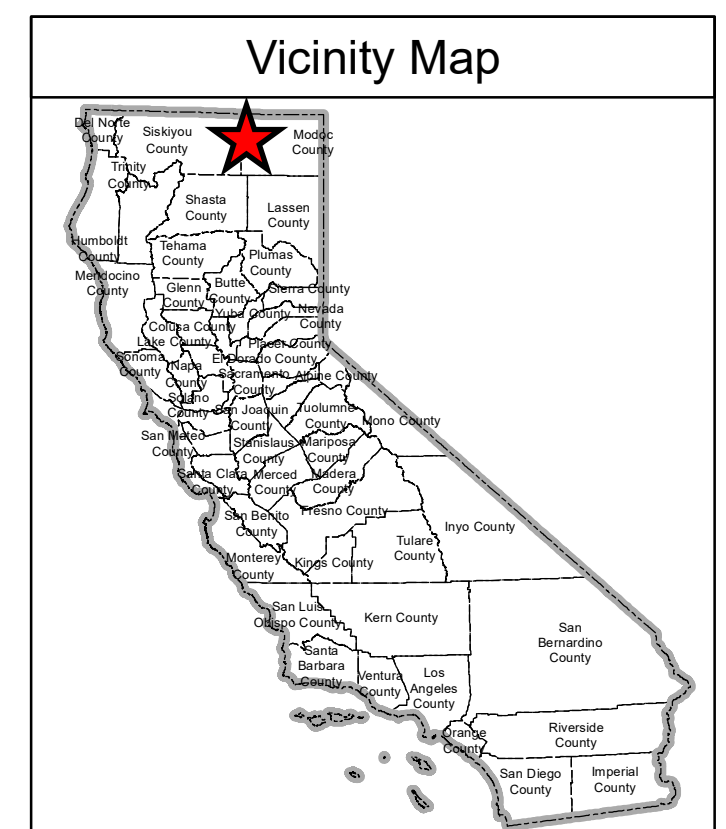 Vicinity Map
Del Norte
County
Siskiyou
County
Modoc
County
Trinity
County
Shasta
County
Lassen
County
Humboldt
County
Tehama
County
Plumas
County
Mendocino
County
Glenn
County
Butte
County
Sierra County
Yuba County
Nevada
County
Colusa County
Lake County
Placer County
Sonoma
County
Napa
County
El Dorado County
Sacramento
County
Alpine County
Solano
County
San Joaquin
County
Tuolumne
County
Mono County
San Mateo
County
Stanislaus
County
Mariposa
County
Santa Clara
County
Merced
County
Madera
County
Fresno County
San Benito
County
Inyo County
Tulare
County
Monterey
County
Kings County
San Luis
Obispo County
Kern County
San
Bernardino
County
Santa
Barbara
County
Ventura
County
Los
Angeles
County
Orange
County
Riverside
County
San Diego
County
Imperial
County